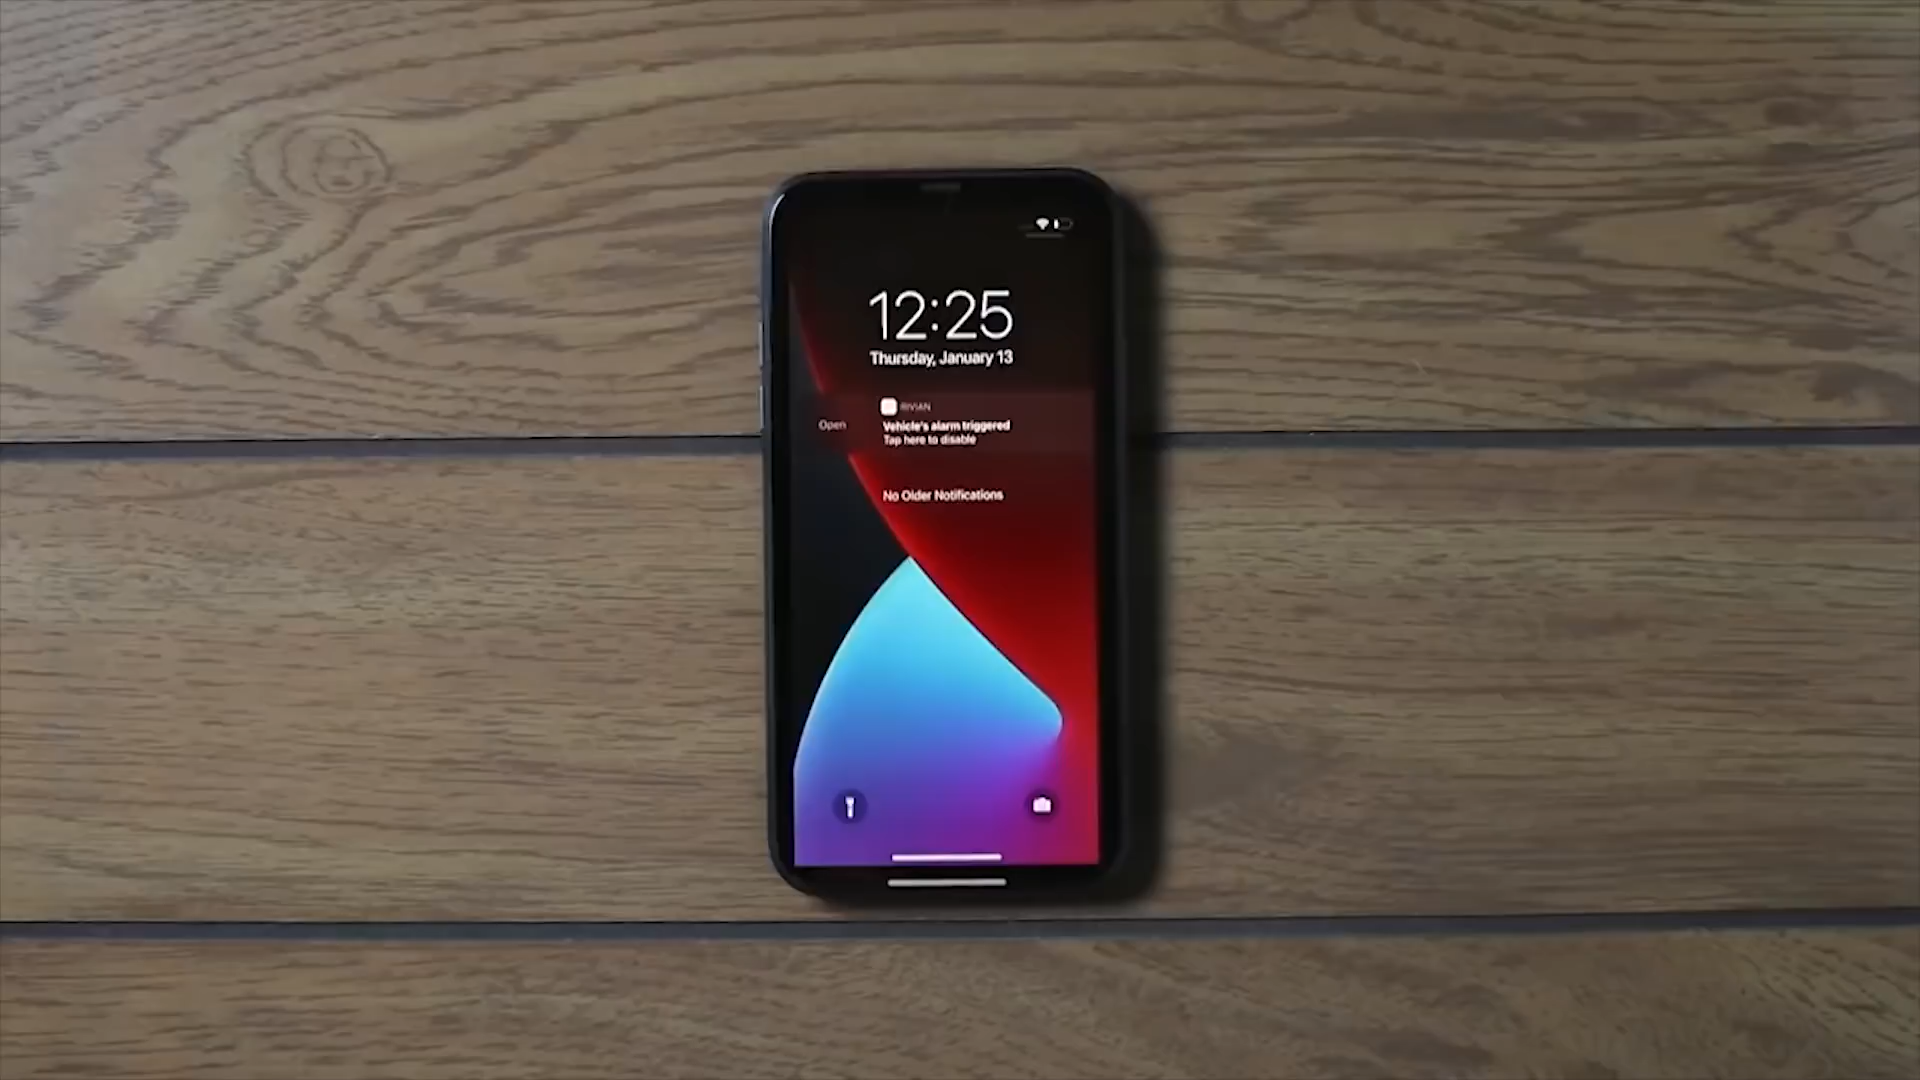 12:25
Thursday, January 13
RIVIAN
Open
Vehicle's alarm triggered
Tap here to disable
No Older Notifications